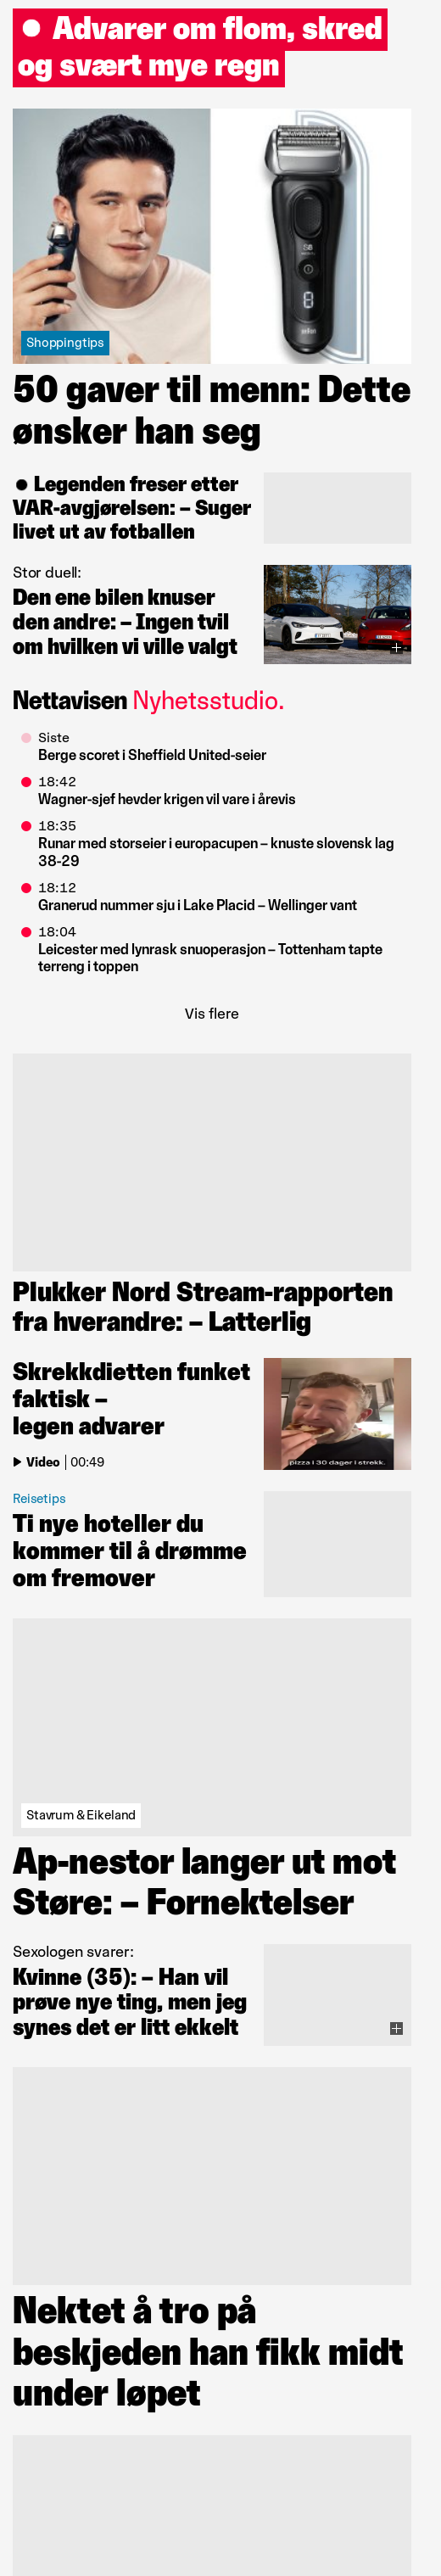 Advarer om flom, skred
og svært mye regn
Shoppingtips
50 gaver til menn: Dette
ønsker han seg
Legenden freser etter
VAR-avgjørelsen: – Suger
livet ut av fotballen
Stor duell:
Den ene bilen knuser
den andre: – Ingen tvil
om hvilken vi ville valgt
Nettavisen Nyhetsstudio.
Siste
Berge scoret i Sheffield United-seier
18:42
Wagner-sjef hevder krigen vil vare i årevis
18:35
Runar med storseier i europacupen – knuste slovensk lag
38-29
18:12
Granerud nummer sju i Lake Placid – Wellinger vant
18:04
Leicester med lynrask snuoperasjon – Tottenham tapte
terreng i toppen
Vis flere
Plukker Nord Stream-rapporten
fra hverandre: – Latterlig
Skrekkdietten funket
faktisk –
legen advarer
pizza i 30 dager i strekk.
Video 00:49
Reisetips
Ti nye hoteller du
kommer til å drømme
om fremover
Stavrum & Eikeland
Ap-nestor langer ut mot
Støre: – Fornektelser
Sexologen svarer:
Kvinne (35): – Han vil
prøve nye ting, men jeg
synes det er litt ekkelt
Nektet å tro på
beskjeden han fikk midt
under løpet